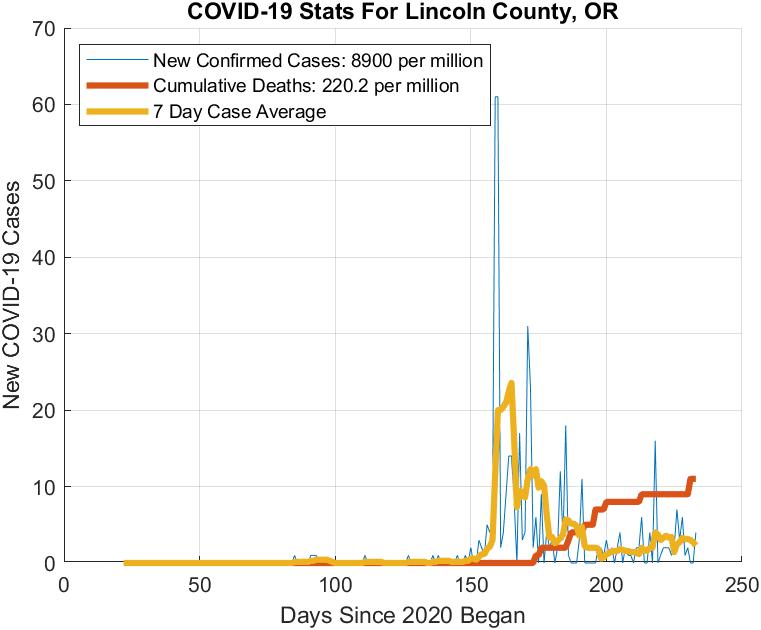 COVID-19 Stats For Lincoln County, OR
New Confirmed Cases: 8900 per million
Cumulative Deaths: 220.2 per million
7 Day Case Average
New COVID-19 Cases
70
60
50
40
30
20
10
0
0 50 100 150 200 250
Days Since 2020 Began